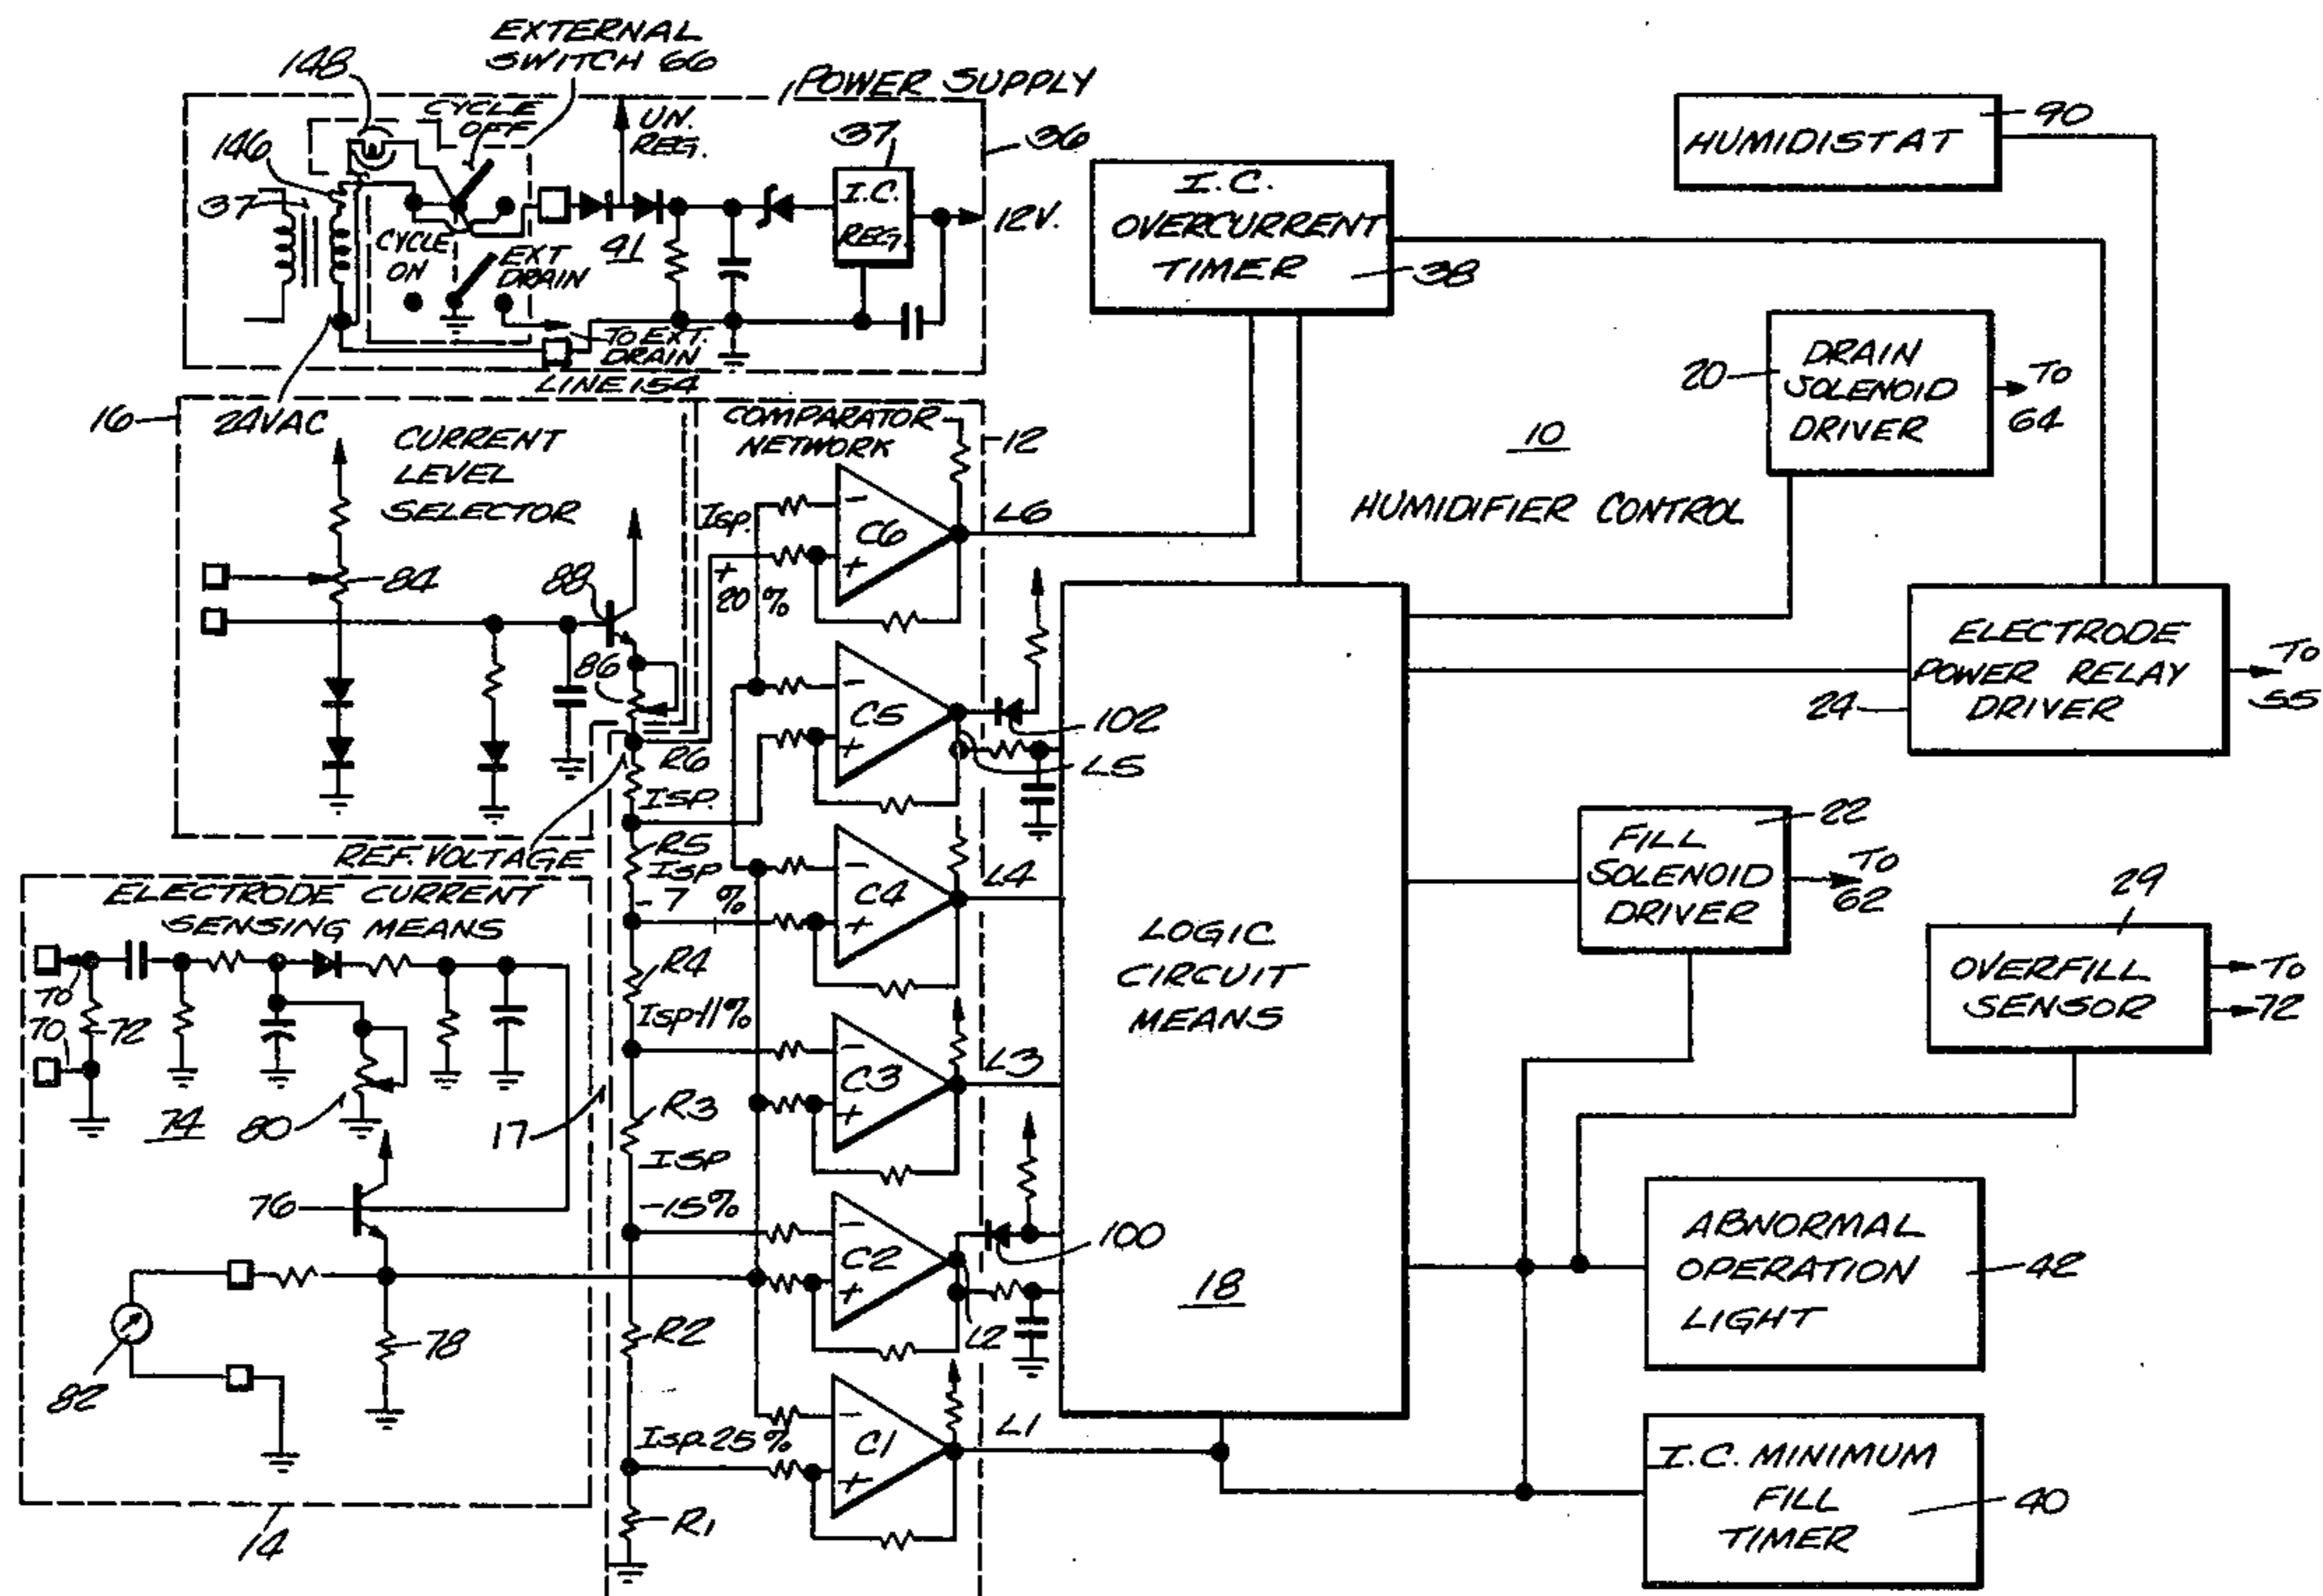 EXTERNAL
SWITCH 66
148
POWER SUPPLY
CYCLE
OFF
UN.
REG.
37
36
146
37
I.C.
REG.
12V.
CYCLE
ON
41
EXT
DRAIN
TO EXT.
DRAIN
LINE 154
24VAC
HUMIDISTAT
90
I.C.
OVERCURRENT
TIMER
38
DRAIN
SOLENOID
DRIVER
20
TO
64
10
HUMIDIFIER CONTROL
16
CURRENT
LEVEL
SELECTOR
COMPARATOR
NETWORK
12
84
88
86
ISP.
+
20 %
-
C6
+
L6
R6
ISP.
-
C5
+
102
L5
REF. VOLTAGE
R5
ISP
-7 %
-
C4
+
L4
R4
ISP-11%
-
C3
+
L3
R3
ISP
-15%
-
C2
+
100
L2
R2
ISP-25%
-
C1
+
L1
R1
17
ELECTRODE CURRENT
SENSING MEANS
TO
70
72
74
80
76
78
82
14
LOGIC
CIRCUIT
MEANS
18
ELECTRODE
POWER RELAY
DRIVER
24
TO
55
FILL
SOLENOID
DRIVER
22
TO
62
OVERFILL
SENSOR
29
TO
72
ABNORMAL
OPERATION
LIGHT
42
I.C. MINIMUM
FILL
TIMER
40